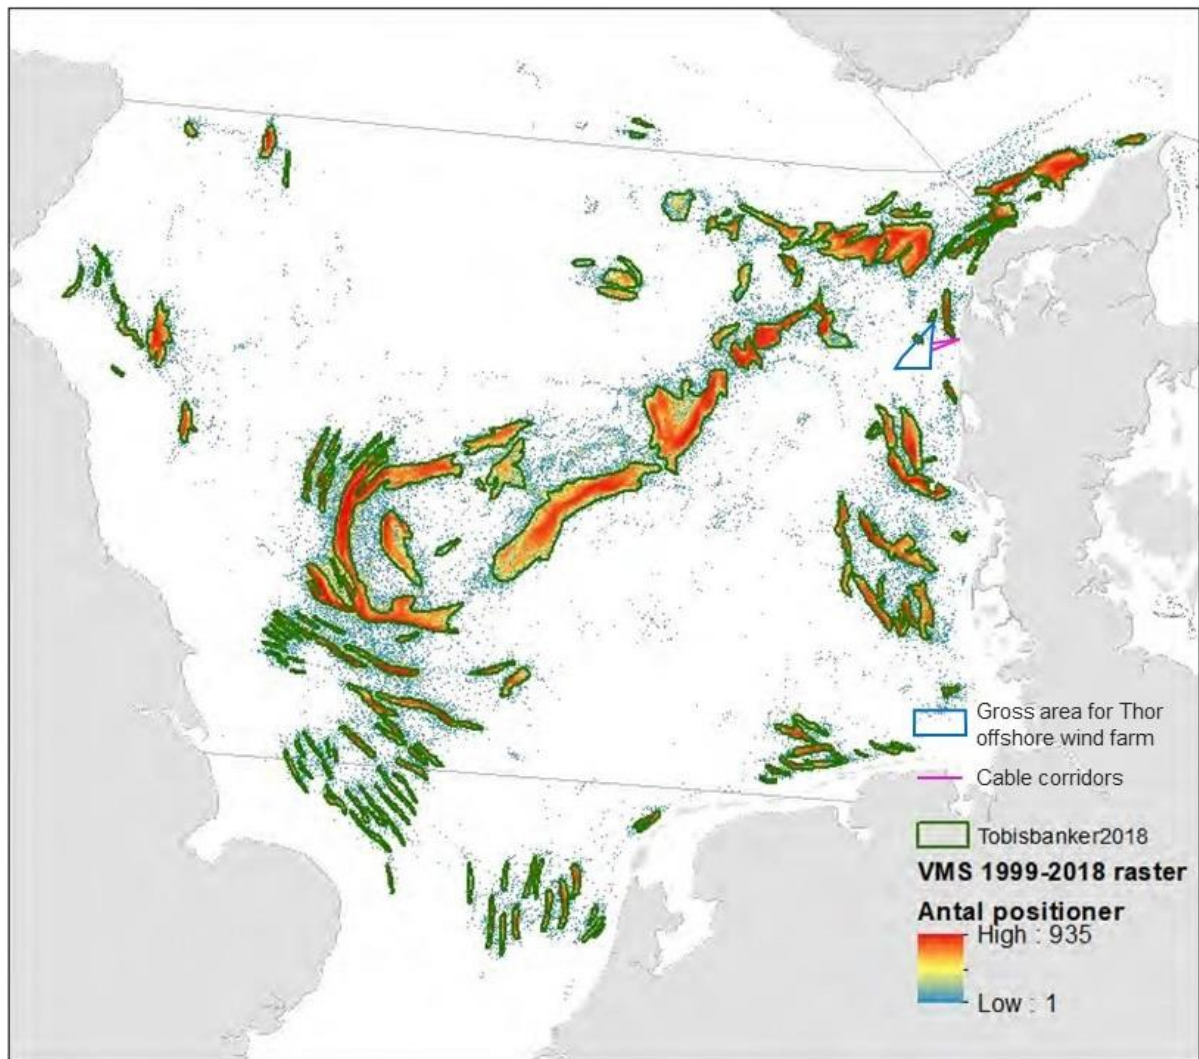 Gross area for Thor
offshore wind farm
Cable corridors
Tobisbanker2018
VMS 1999-2018 raster
Antal positioner
High : 935
Low : 1